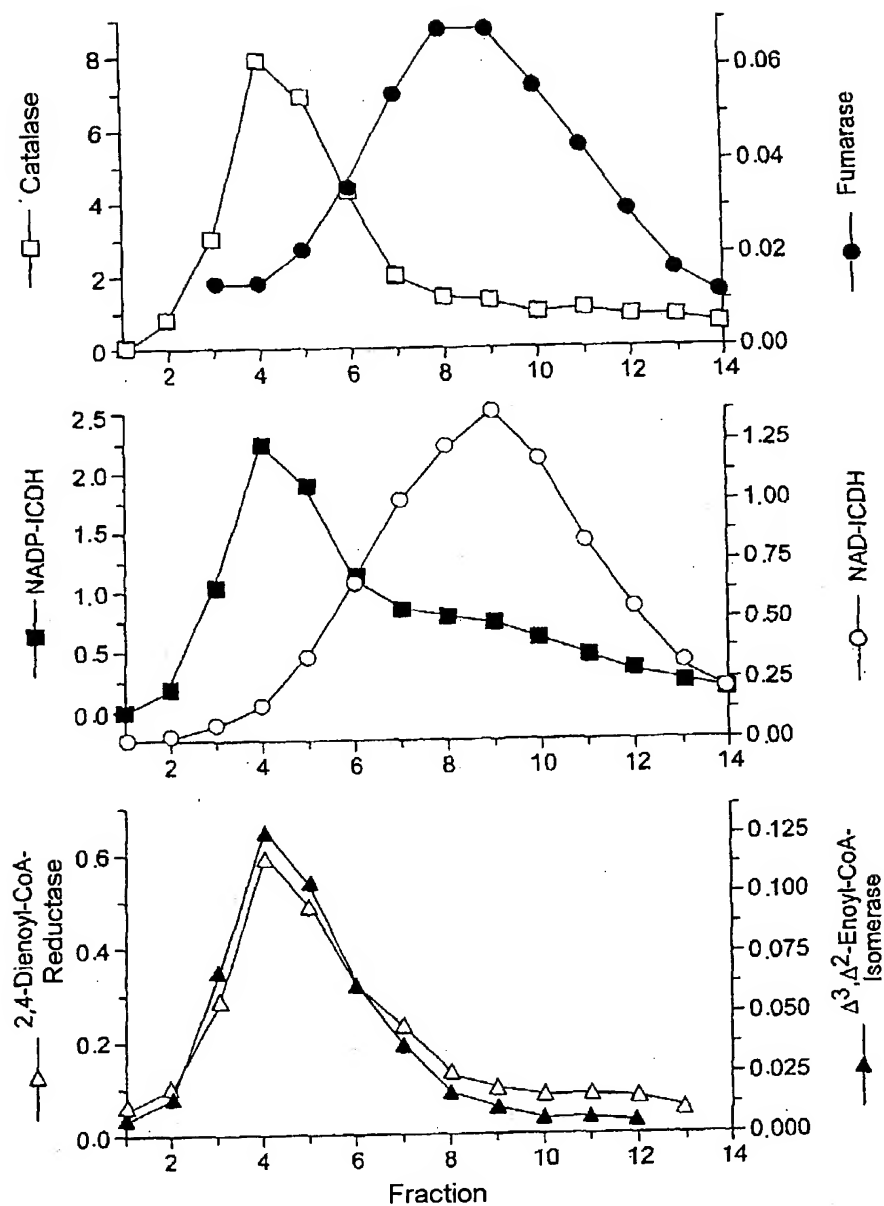 8
6
4
2
0
Catalase
0.06
0.04
0.02
0.00
Fumarase
2 4 6 8 10 12 14
2.5
2.0
1.5
1.0
0.5
0.0
NADP-ICDH
1.25
1.00
0.75
0.50
0.25
0.00
NAD-ICDH
2 4 6 8 10 12 14
0.6
0.4
0.2
0.0
2,4-Dienoyl-CoA-
Reductase
0.125
0.100
0.075
0.050
0.025
0.000
Δ³,Δ²-Enoyl-CoA-
Isomerase
2 4 6 8 10 12 14
Fraction